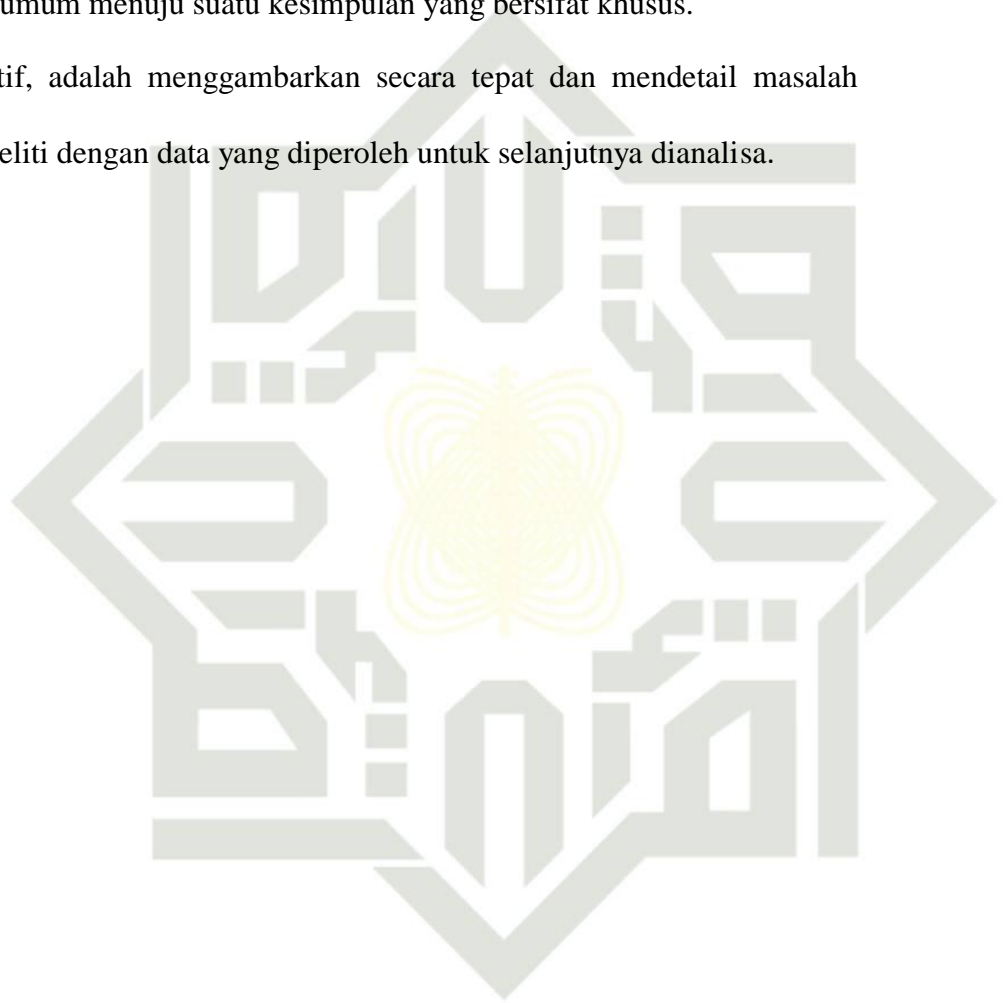 umum menuju suatu kesimpulan yang bersifat khusus.
tif, adalah menggambarkan secara tepat dan mendetail masalah
eliti dengan data yang diperoleh untuk selanjutnya dianalisa.